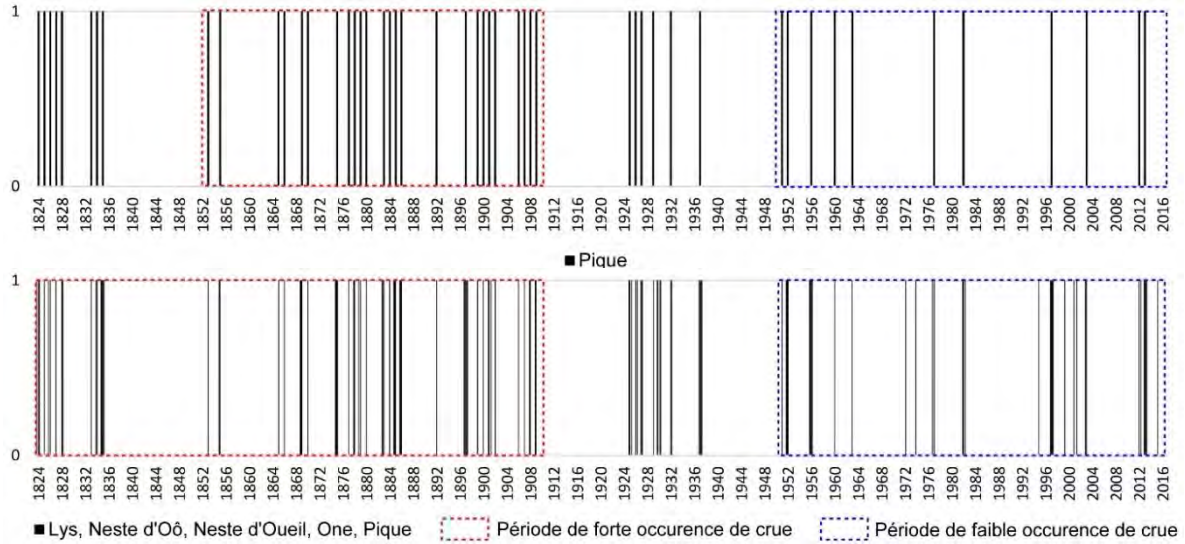 1
0
1824 1828 1832 1836 1840 1844 1848 1852 1856 1860 1864 1868 1872 1876 1880 1884 1888 1892 1896 1900 1904 1908 1912 1916 1920 1924 1928 1932 1936 1940 1944 1948 1952 1956 1960 1964 1968 1972 1976 1980 1984 1988 1992 1996 2000 2004 2008 2012 2016
Pique
1
0
1824 1828 1832 1836 1840 1844 1848 1852 1856 1860 1864 1868 1872 1876 1880 1884 1888 1892 1896 1900 1904 1908 1912 1916 1920 1924 1928 1932 1936 1940 1944 1948 1952 1956 1960 1964 1968 1972 1976 1980 1984 1988 1992 1996 2000 2004 2008 2012 2016
Lys, Neste d'Oô, Neste d'Oueil, One, Pique Période de forte occurence de crue Période de faible occurence de crue